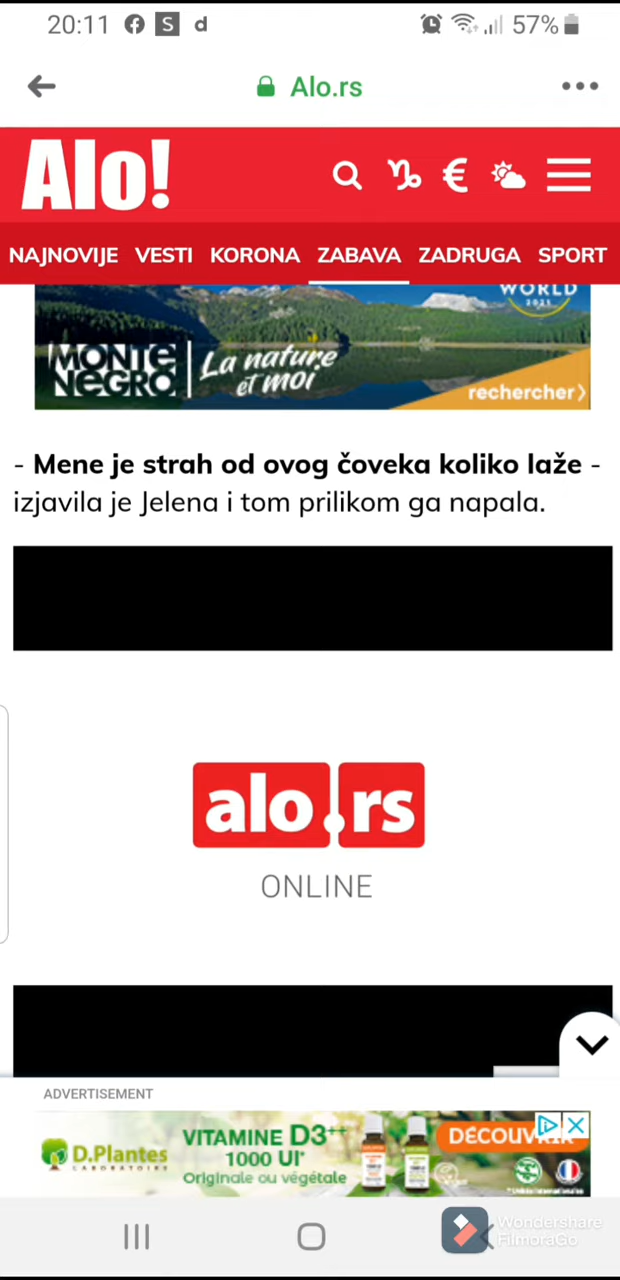 20:11 S d 57%
Alo.rs
Alo!
€
NAJNOVIJE VESTI KORONA ZABAVA ZADRUGA SPORT
WORLD
2021
MONTE
NEGRO
La nature
et moi
rechercher
- Mene je strah od ovog čoveka koliko laže -
izjavila je Jelena i tom prilikom ga napala.
alo.rs
ONLINE
ADVERTISEMENT
D.Plantes
LABORATOIRE
VITAMINE D3++
1000 UI*
Originale ou végétale
Wondershare
FilmoraGo